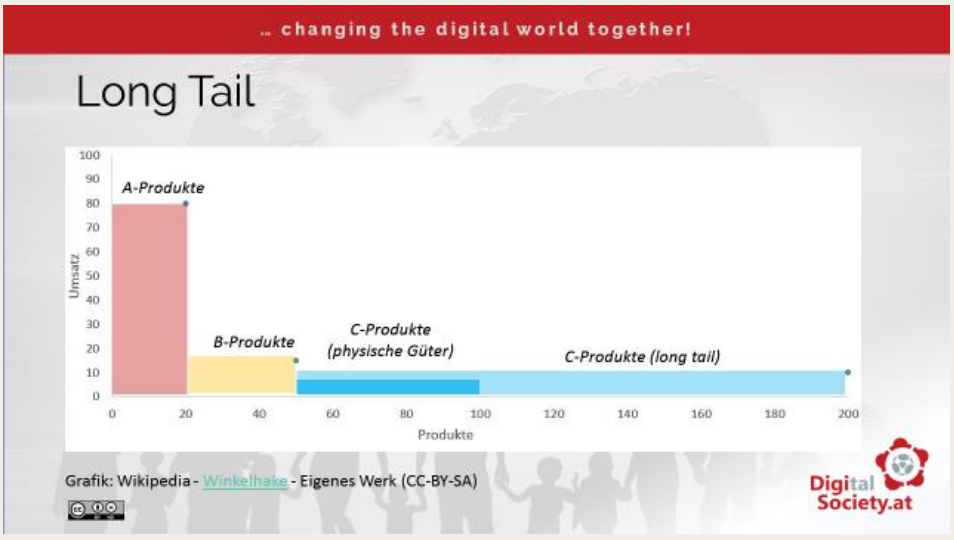 … changing the digital world together!
Long Tail
100
90
80
70
60
50
40
30
20
10
0
Umsatz
A-Produkte
B-Produkte
C-Produkte
(physische Güter)
C-Produkte (long tail)
0 20 40 60 80 100 120 140 160 180 200
Produkte
Grafik: Wikipedia - Winkelhake - Eigenes Werk (CC-BY-SA)
Digital
Society.at